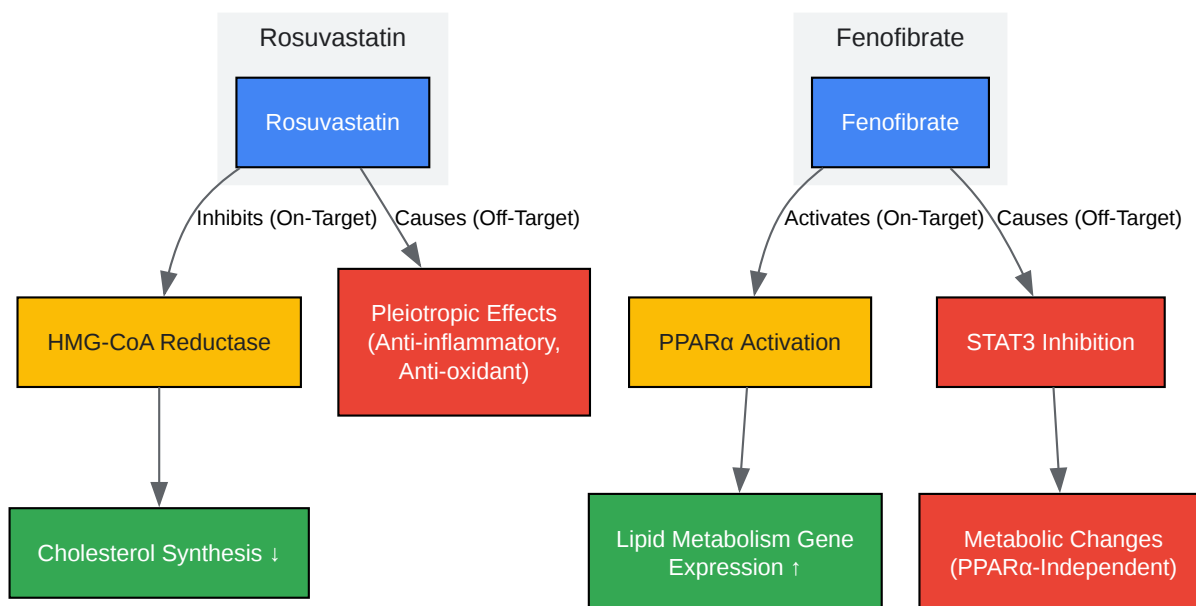 Rosuvastatin
Rosuvastatin
Inhibits (On-Target)
Causes (Off-Target)
HMG-CoA Reductase
Pleiotropic Effects
(Anti-inflammatory,
Anti-oxidant)
Cholesterol Synthesis ↓
Fenofibrate
Fenofibrate
Activates (On-Target)
Causes (Off-Target)
PPARα Activation
STAT3 Inhibition
Lipid Metabolism Gene
Expression ↑
Metabolic Changes
(PPARα-Independent)